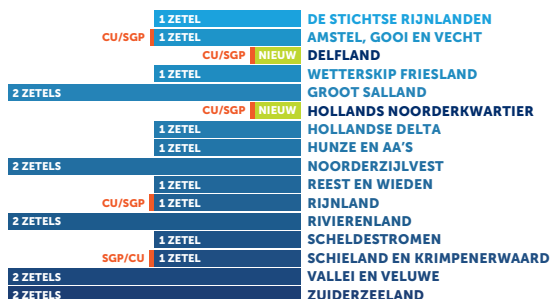 1 ZETEL DE STICHTSE RIJNLANDEN
CU/SGP 1 ZETEL AMSTEL, GOOI EN VECHT
CU/SGP NIEUW DELFLAND
1 ZETEL WETTERSKIP FRIESLAND
2 ZETELS GROOT SALLAND
CU/SGP NIEUW HOLLANDS NOORDERKWARTIER
1 ZETEL HOLLANDSE DELTA
1 ZETEL HUNZE EN AA'S
2 ZETELS NOORDERZIJLVEST
1 ZETEL REEST EN WIEDEN
CU/SGP 1 ZETEL RIJNLAND
2 ZETELS RIVIERENLAND
1 ZETEL SCHELDESTROMEN
SGP/CU 1 ZETEL SCHIELAND EN KRIMPENERWAARD
2 ZETELS VALLEI EN VELUWE
2 ZETELS ZUIDERZEELAND